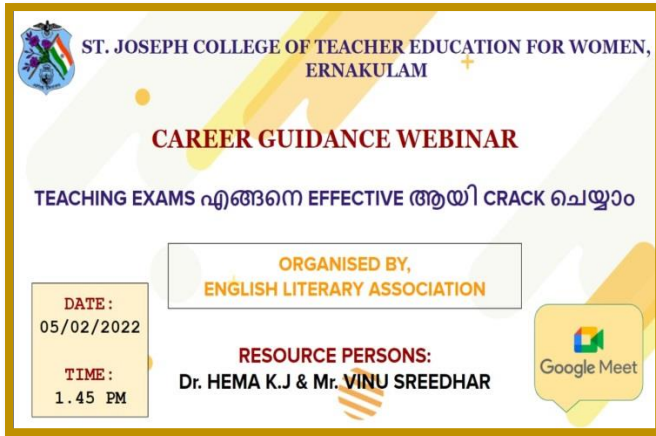 ST. JOSEPH COLLEGE OF TEACHER EDUCATION FOR WOMEN,
ERNAKULAM
CAREER GUIDANCE WEBINAR
TEACHING EXAMS എങ്ങനെ EFFECTIVE ആയി CRACK ചെയ്യാം
ORGANISED BY,
ENGLISH LITERARY ASSOCIATION
DATE:
05/02/2022
TIME:
1.45 PM
RESOURCE PERSONS:
Dr. HEMA K.J & Mr. VINU SREEDHAR
Google Meet